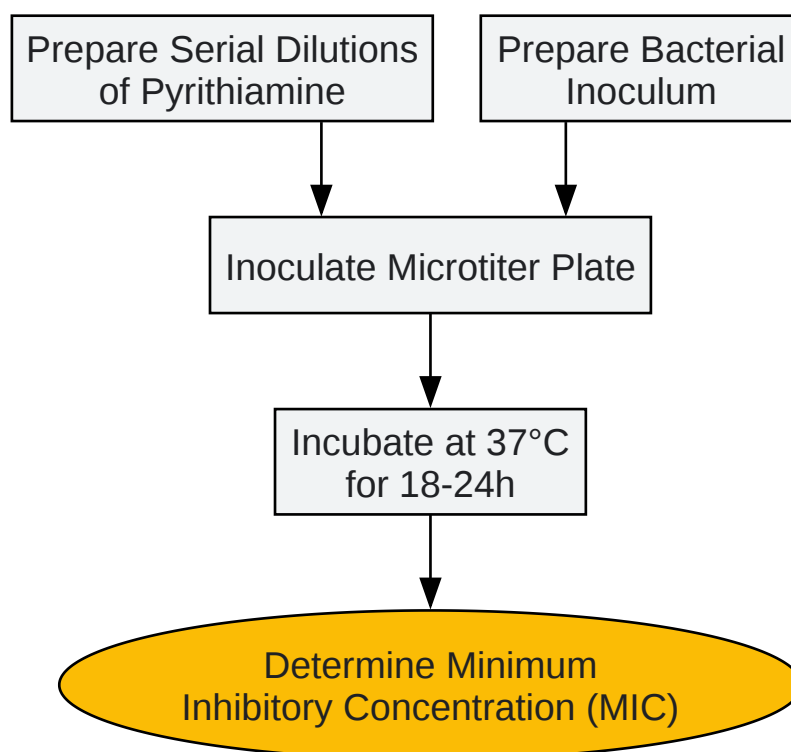 Prepare Serial Dilutions
of Pyrithiamine
Prepare Bacterial
Inoculum
Inoculate Microtiter Plate
Incubate at 37°C
for 18-24h
Determine Minimum
Inhibitory Concentration (MIC)